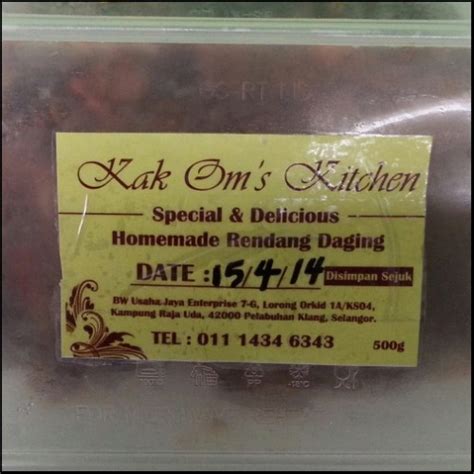 Kak Om's Kitchen
Special & Delicious
Homemade Rendang Daging
DATE : 15/4/14 Disimpan Sejuk
BW Usaha Jaya Enterprise 7-G, Lorong Orkid 1A/KS04,
Kampung Raja Uda, 42000 Pelabuhan Klang, Selangor.
TEL : 011 1434 6343
500g